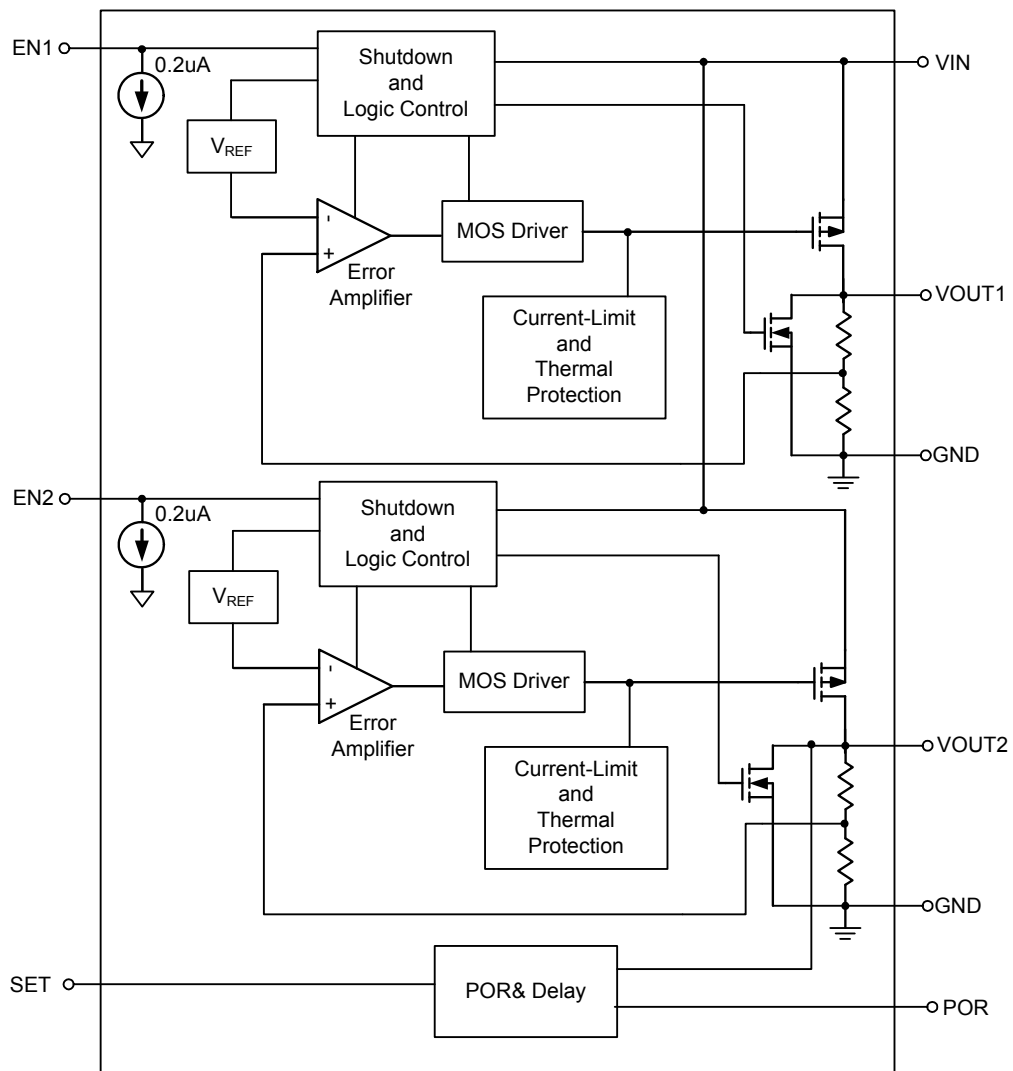 EN1
0.2uA
Shutdown
and
Logic Control
VIN
VREF
-
+
MOS Driver
Error
Amplifier
Current-Limit
and
Thermal
Protection
VOUT1
GND
EN2
0.2uA
Shutdown
and
Logic Control
VREF
-
+
MOS Driver
Error
Amplifier
Current-Limit
and
Thermal
Protection
VOUT2
GND
SET
POR& Delay
POR